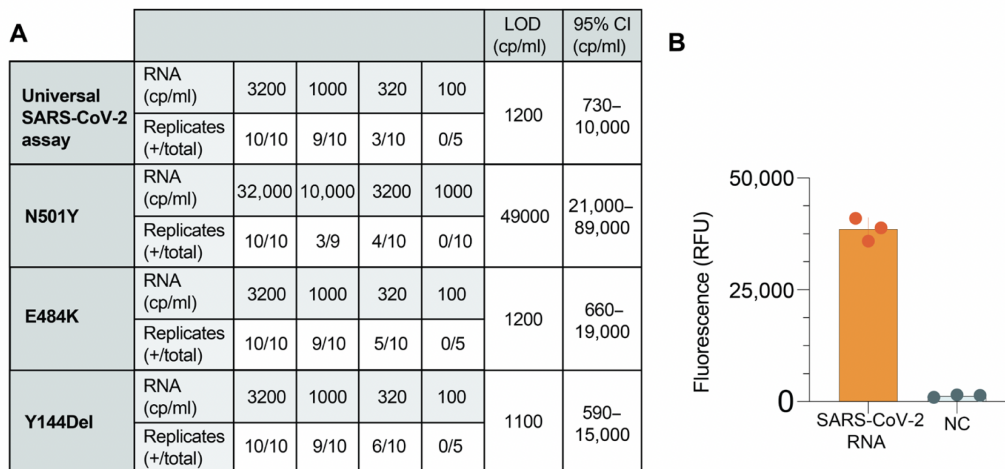 A
LOD (cp/ml)
95% CI (cp/ml)
Universal SARS-CoV-2 assay
RNA (cp/ml) 3200 1000 320 100
Replicates (+/total) 10/10 9/10 3/10 0/5
1200
730–10,000
N501Y
RNA (cp/ml) 32,000 10,000 3200 1000
Replicates (+/total) 10/10 3/9 4/10 0/10
49000
21,000–89,000
E484K
RNA (cp/ml) 3200 1000 320 100
Replicates (+/total) 10/10 9/10 5/10 0/5
1200
660–19,000
Y144Del
RNA (cp/ml) 3200 1000 320 100
Replicates (+/total) 10/10 9/10 6/10 0/5
1100
590–15,000
B
50,000
25,000
0
Fluorescence (RFU)
SARS-CoV-2
RNA
NC